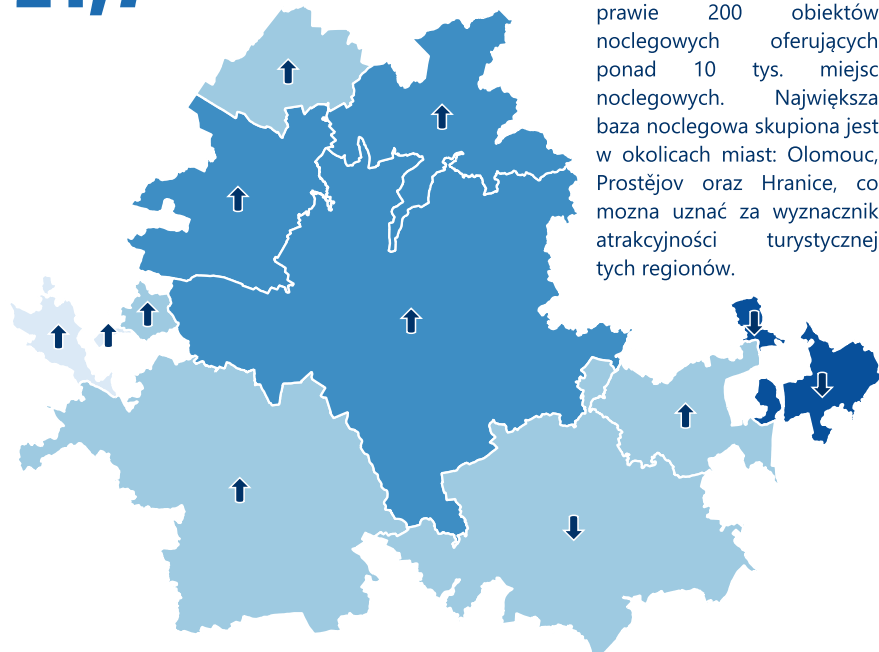 prawie 200 obiektów
noclegowych oferujących
ponad 10 tys. miejsc
noclegowych. Największa
baza noclegowa skupiona jest
w okolicach miast: Olomouc,
Prostějov oraz Hranice, co
mozna uznać za wyznacznik
atrakcyjności turystycznej
tych regionów.